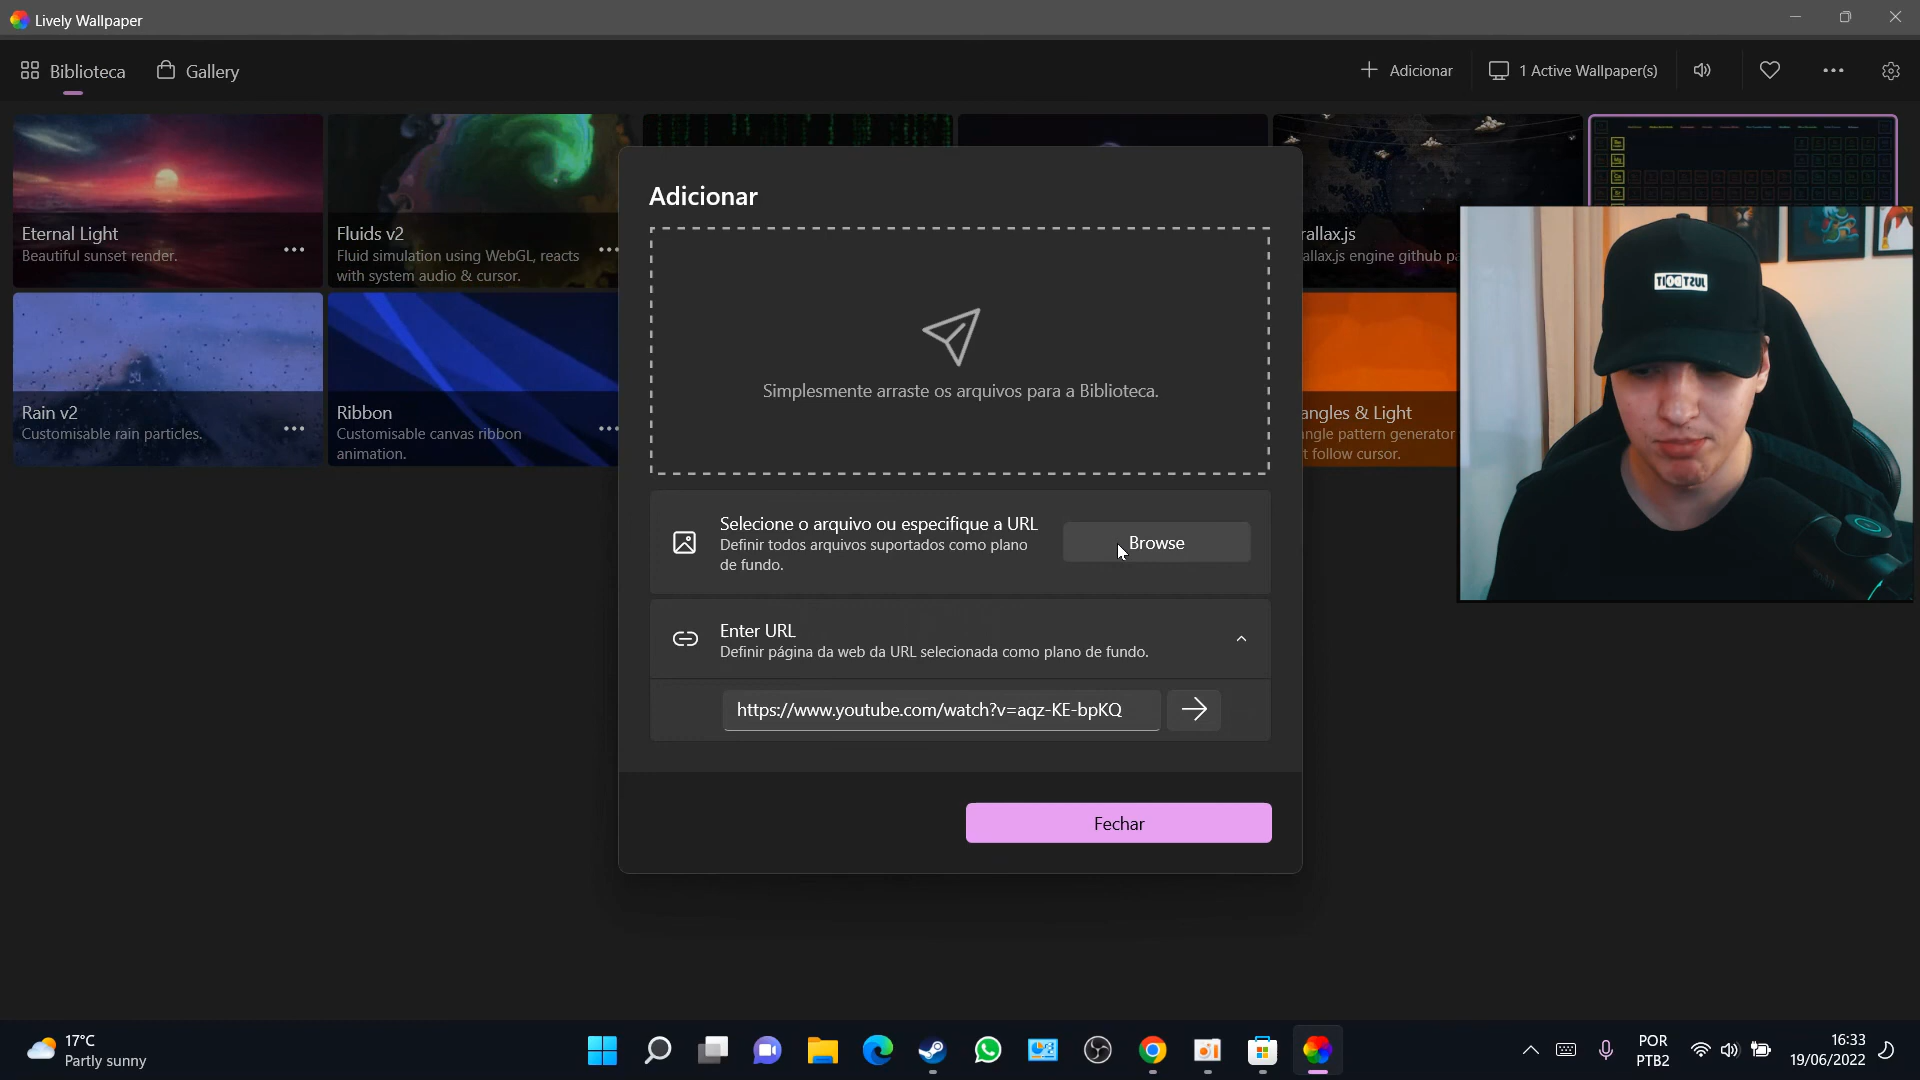 Lively Wallpaper
Biblioteca
Gallery
Adicionar
1 Active Wallpaper(s)
Eternal Light
Beautiful sunset render.
Fluids v2
Fluid simulation using WebGL, reacts
with system audio & cursor.
rallax.js
allax.js engine github pa
Rain v2
Customisable rain particles.
Ribbon
Customisable canvas ribbon
animation.
angles & Light
ngle pattern generator
t follow cursor.
Adicionar
Simplesmente arraste os arquivos para a Biblioteca.
Selecione o arquivo ou especifique a URL
Definir todos arquivos suportados como plano
de fundo.
Browse
Enter URL
Definir página da web da URL selecionada como plano de fundo.
https://www.youtube.com/watch?v=aqz-KE-bpKQ
Fechar
17°C
Partly sunny
POR
PTB2
16:33
19/06/2022